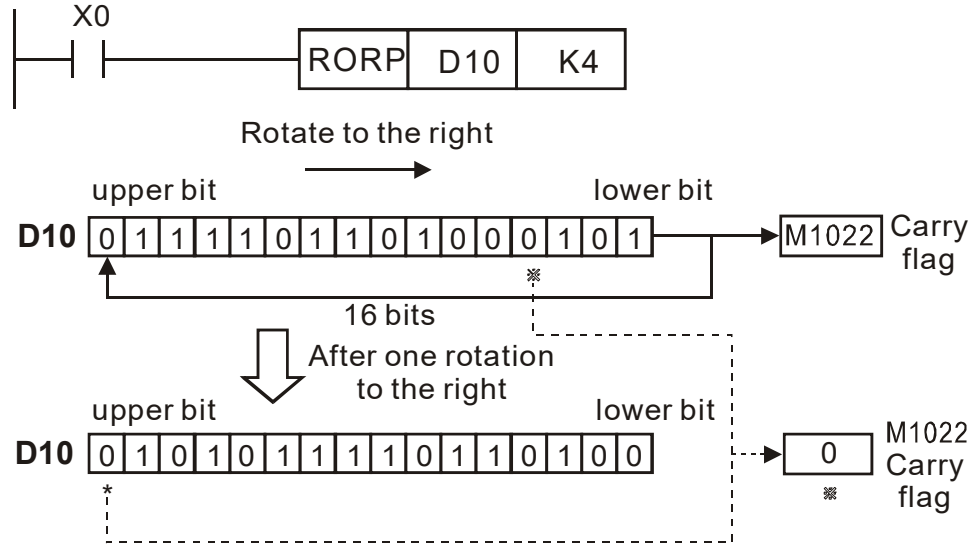 X0
RORP D10 K4
Rotate to the right
upper bit lower bit
D10 0 1 1 1 1 0 1 1 0 1 0 0 0 1 0 1 M1022 Carry flag
※
16 bits
After one rotation
to the right
upper bit lower bit
D10 0 1 0 1 0 1 1 1 1 0 1 1 0 1 0 0 0 M1022
Carry
flag
* ※